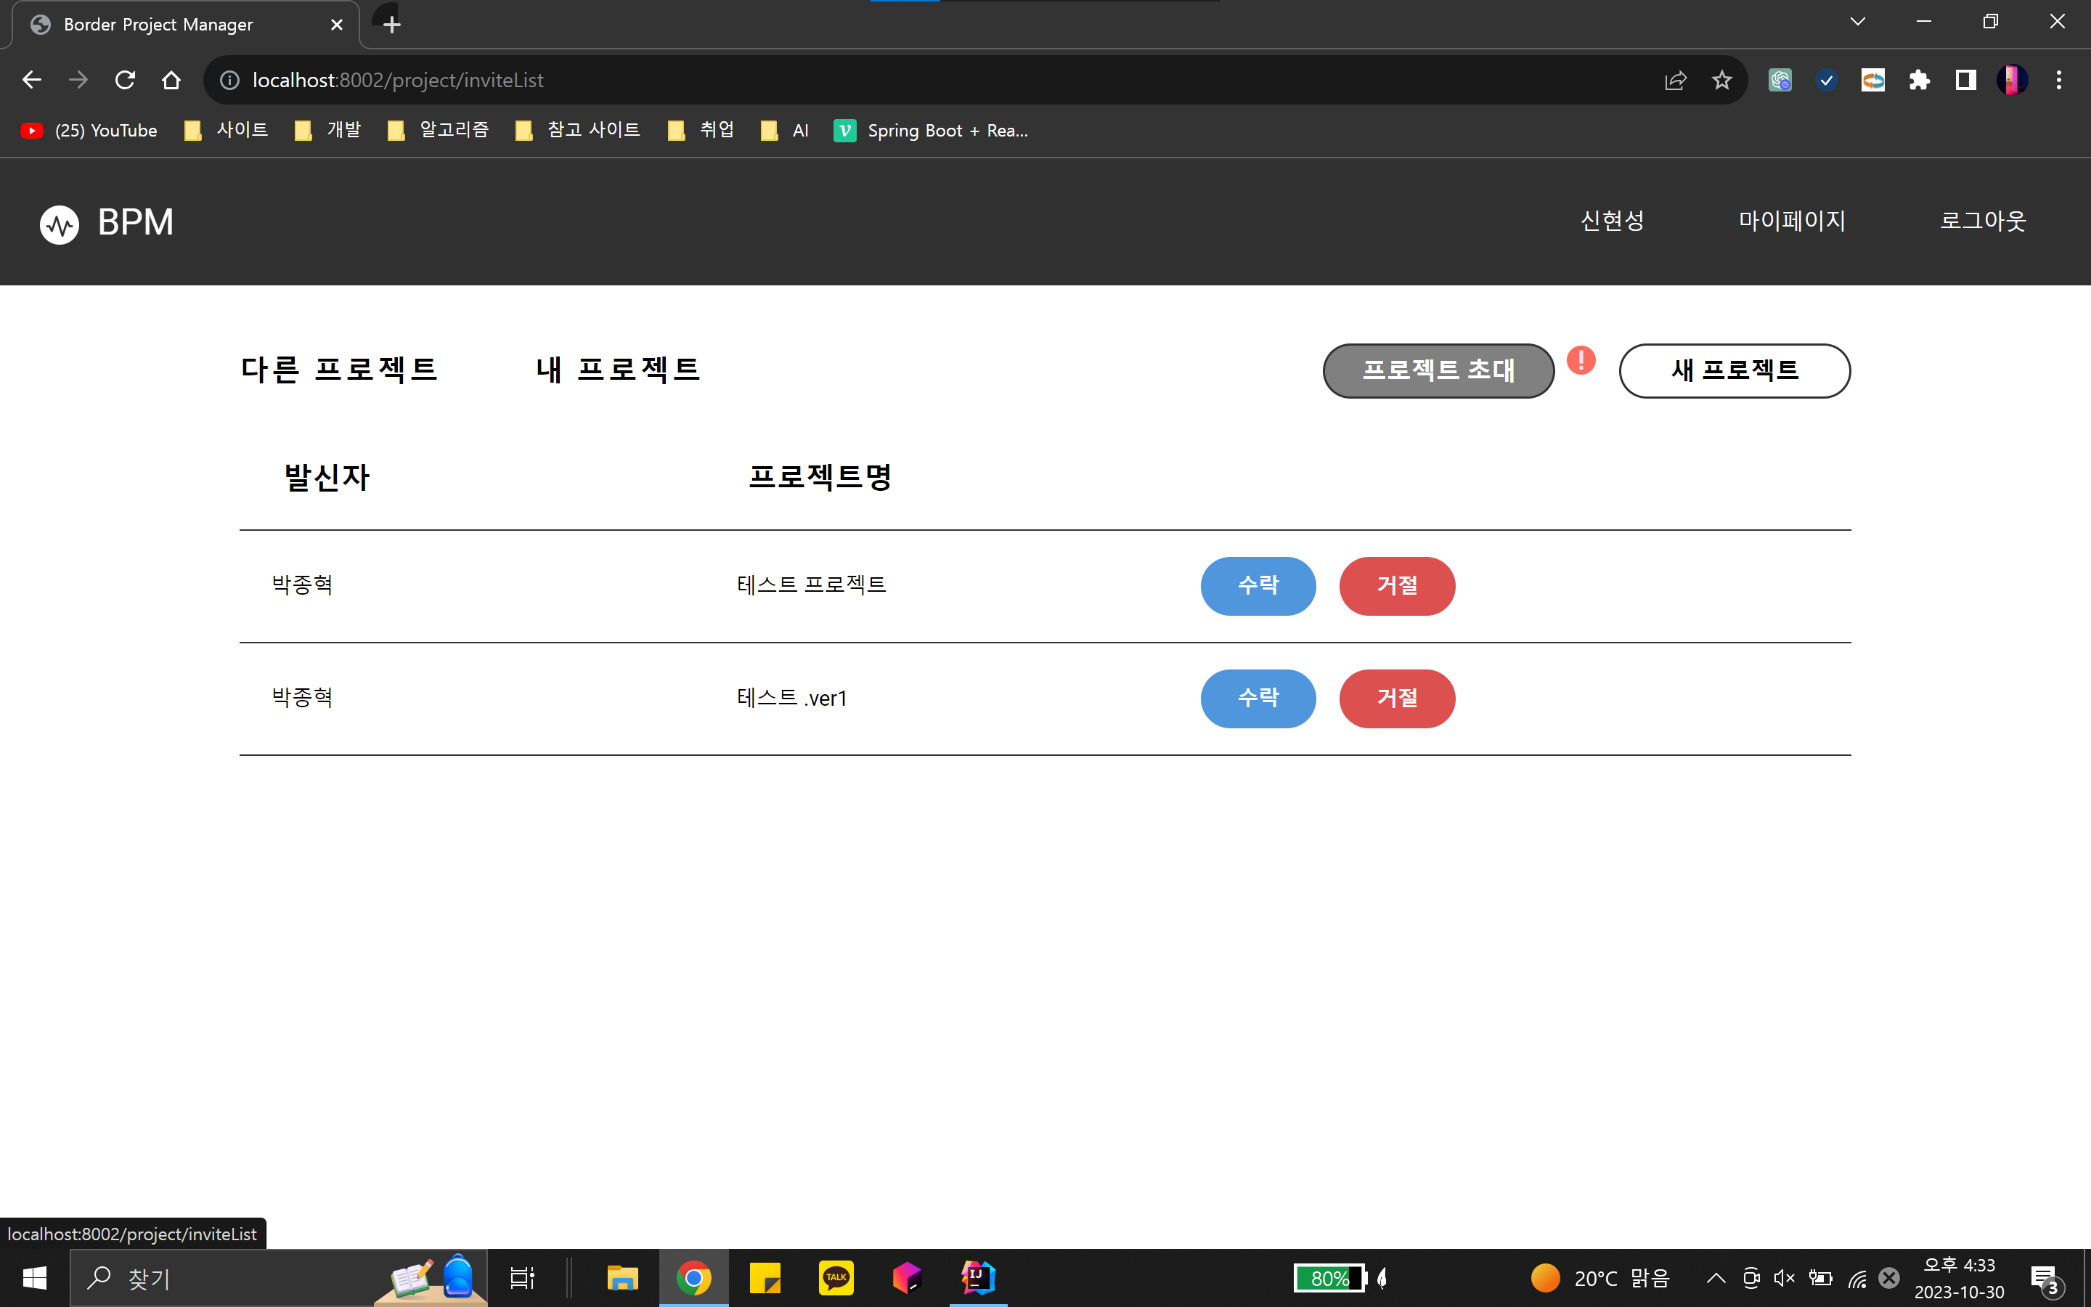 Border Project Manager
localhost:8002/project/inviteList
(25) YouTube 사이트 개발 알고리즘 참고 사이트 취업 AI Spring Boot + Rea...
BPM 신현성 마이페이지 로그아웃
다른 프로젝트 내 프로젝트 프로젝트 초대 ! 새 프로젝트
발신자 프로젝트명
박종혁 테스트 프로젝트 수락 거절
박종혁 테스트 .ver1 수락 거절
localhost:8002/project/inviteList
찾기 TALK IJ 80% 20°C 맑음 오후 4:33
2023-10-30 3